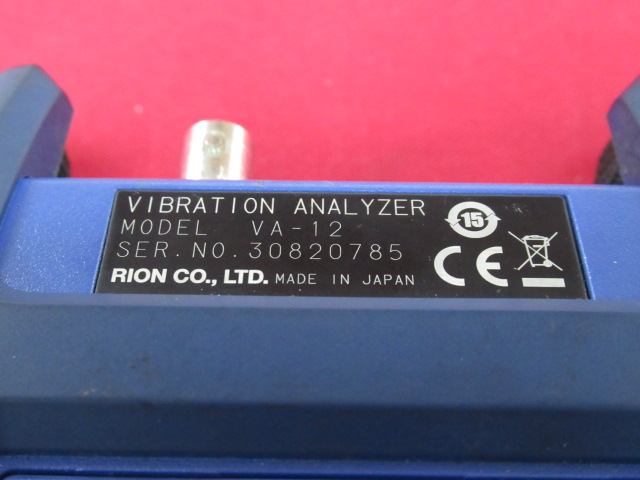 VIBRATION ANALYZER
MODEL VA-12
SER.NO.30820785
RION CO., LTD. MADE IN JAPAN
15
CE